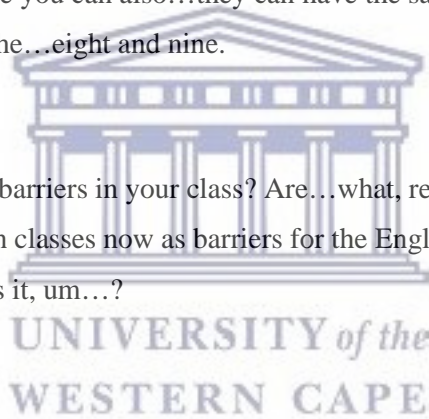 e you can also…they can have the sa
ne…eight and nine.
barriers in your class? Are…what, re
n classes now as barriers for the Engl
s it, um…?
UNIVERSITY of the
WESTERN CAPE